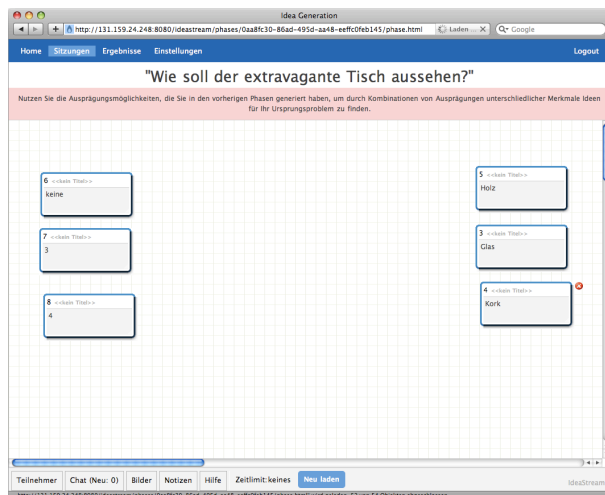 Idea Generation
http://131.159.24.248:8080/ideastream/phases/0aa8fc30-86ad-495d-aa48-eeffc0feb145/phase.html
Laden ...
Google
Home Sitzungen Ergebnisse Einstellungen Logout
"Wie soll der extravagante Tisch aussehen?"
Nutzen Sie die Ausprägungsmöglichkeiten, die Sie in den vorherigen Phasen generiert haben, um durch Kombinationen von Ausprägungen unterschiedlicher Merkmale Ideen
für Ihr Ursprungsproblem zu finden.
6 <<kein Titel>>
keine
5 <<kein Titel>>
Holz
7 <<kein Titel>>
3
3 <<kein Titel>>
Glas
8 <<kein Titel>>
4
4 <<kein Titel>>
Kork
Teilnehmer Chat (Neu: 0) Bilder Notizen Hilfe Zeitlimit:keines Neu laden
IdeaStream